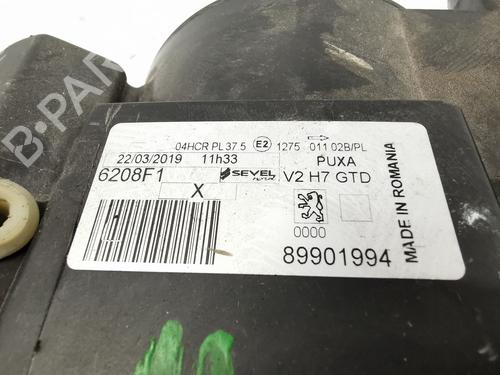 04HCR PL 37.5 E2 1275 011 02B/PL
22/03/2019 11h33 PUXA
6208F1 SEVEL V2 H7 GTD
X
0000
89901994
MADE IN ROMANIA